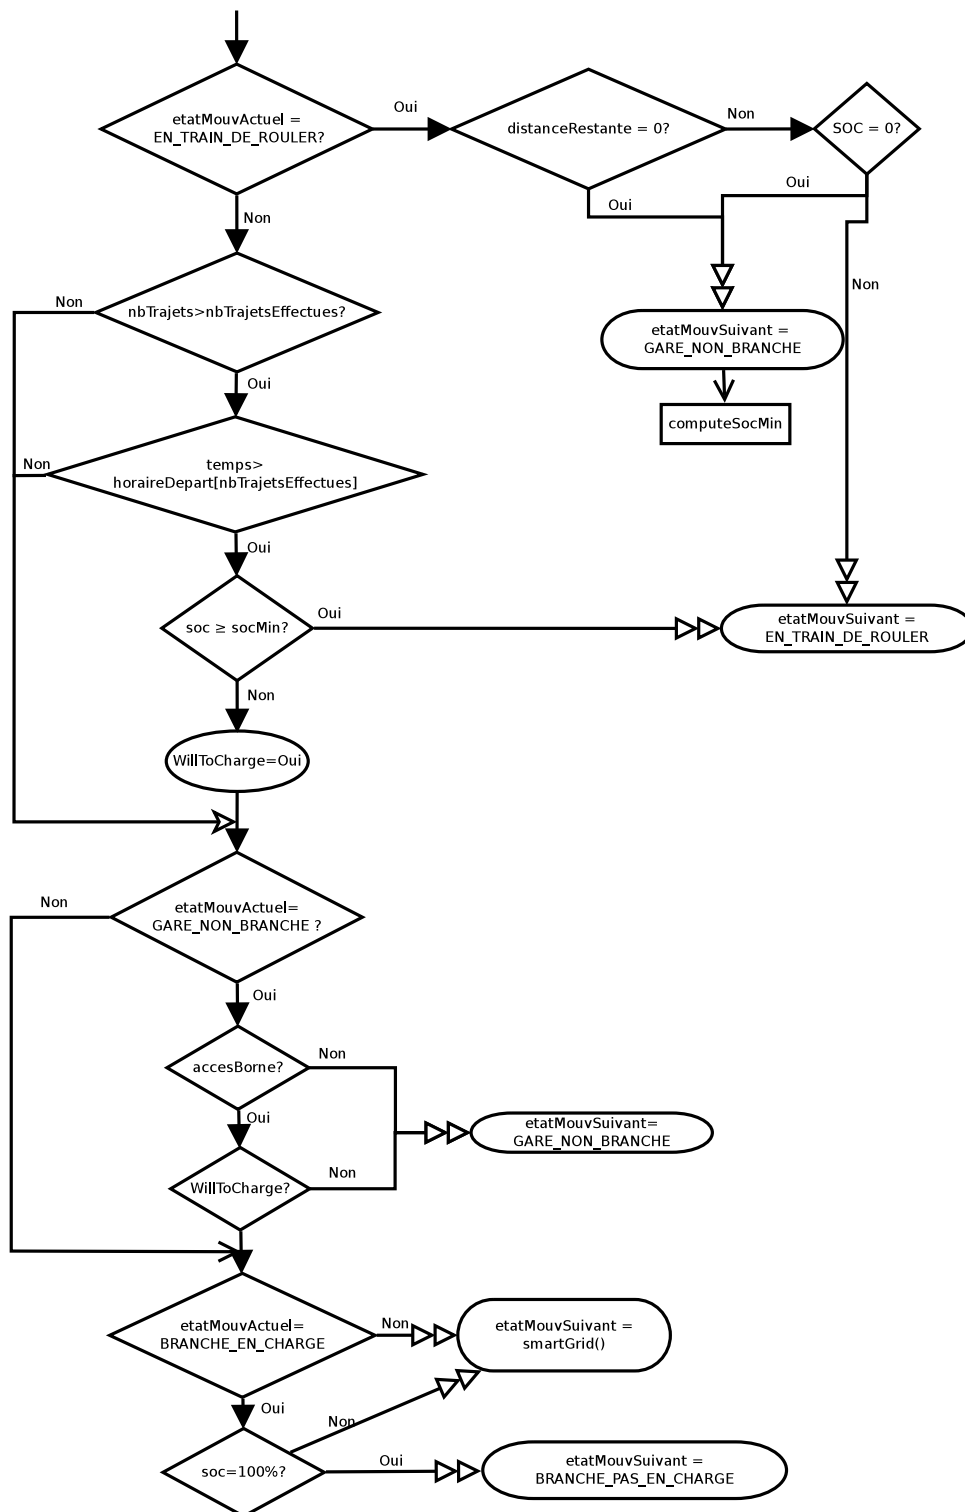 etatMouvActuel =
EN_TRAIN_DE_ROULER?
Oui
distanceRestante = 0?
Non
SOC = 0?
Oui
Oui
Non
Non
nbTrajets>nbTrajetsEffectues?
Non
etatMouvSuivant =
GARE_NON_BRANCHE
computeSocMin
Oui
temps>
horaireDepart[nbTrajetsEffectues]
Non
Oui
soc ≥ socMin?
Oui
etatMouvSuivant =
EN_TRAIN_DE_ROULER
Non
WillToCharge=Oui
etatMouvActuel=
GARE_NON_BRANCHE ?
Non
Oui
accesBorne?
Non
Oui
etatMouvSuivant=
GARE_NON_BRANCHE
WillToCharge?
Non
etatMouvActuel=
BRANCHE_EN_CHARGE
Non
etatMouvSuivant =
smartGrid()
Oui
Non
soc=100%?
Oui
etatMouvSuivant =
BRANCHE_PAS_EN_CHARGE